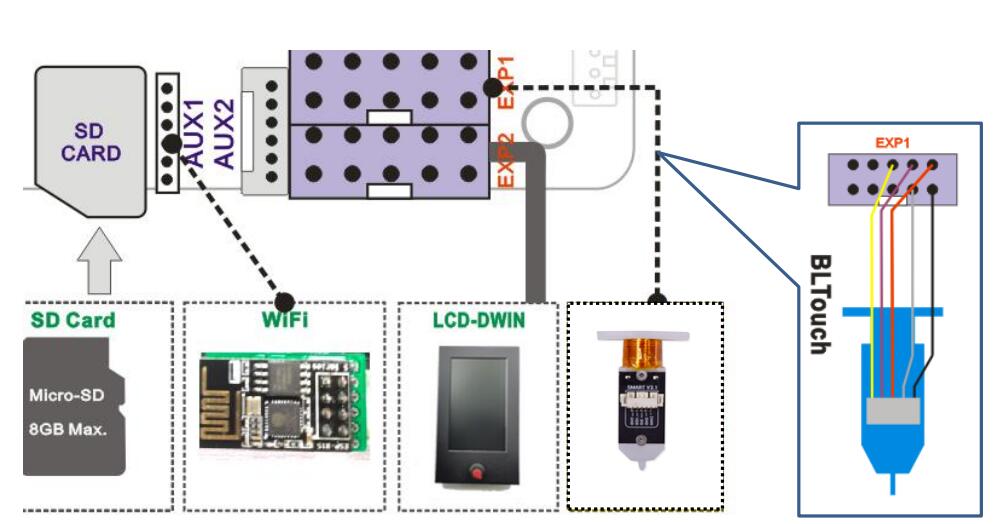 SD
CARD
AUX1
AUX2
EXP1
EXP2
EXP1
BLTouch
SD Card
WiFi
LCD-DWIN
Micro-SD
8GB Max.
SMART V3.1